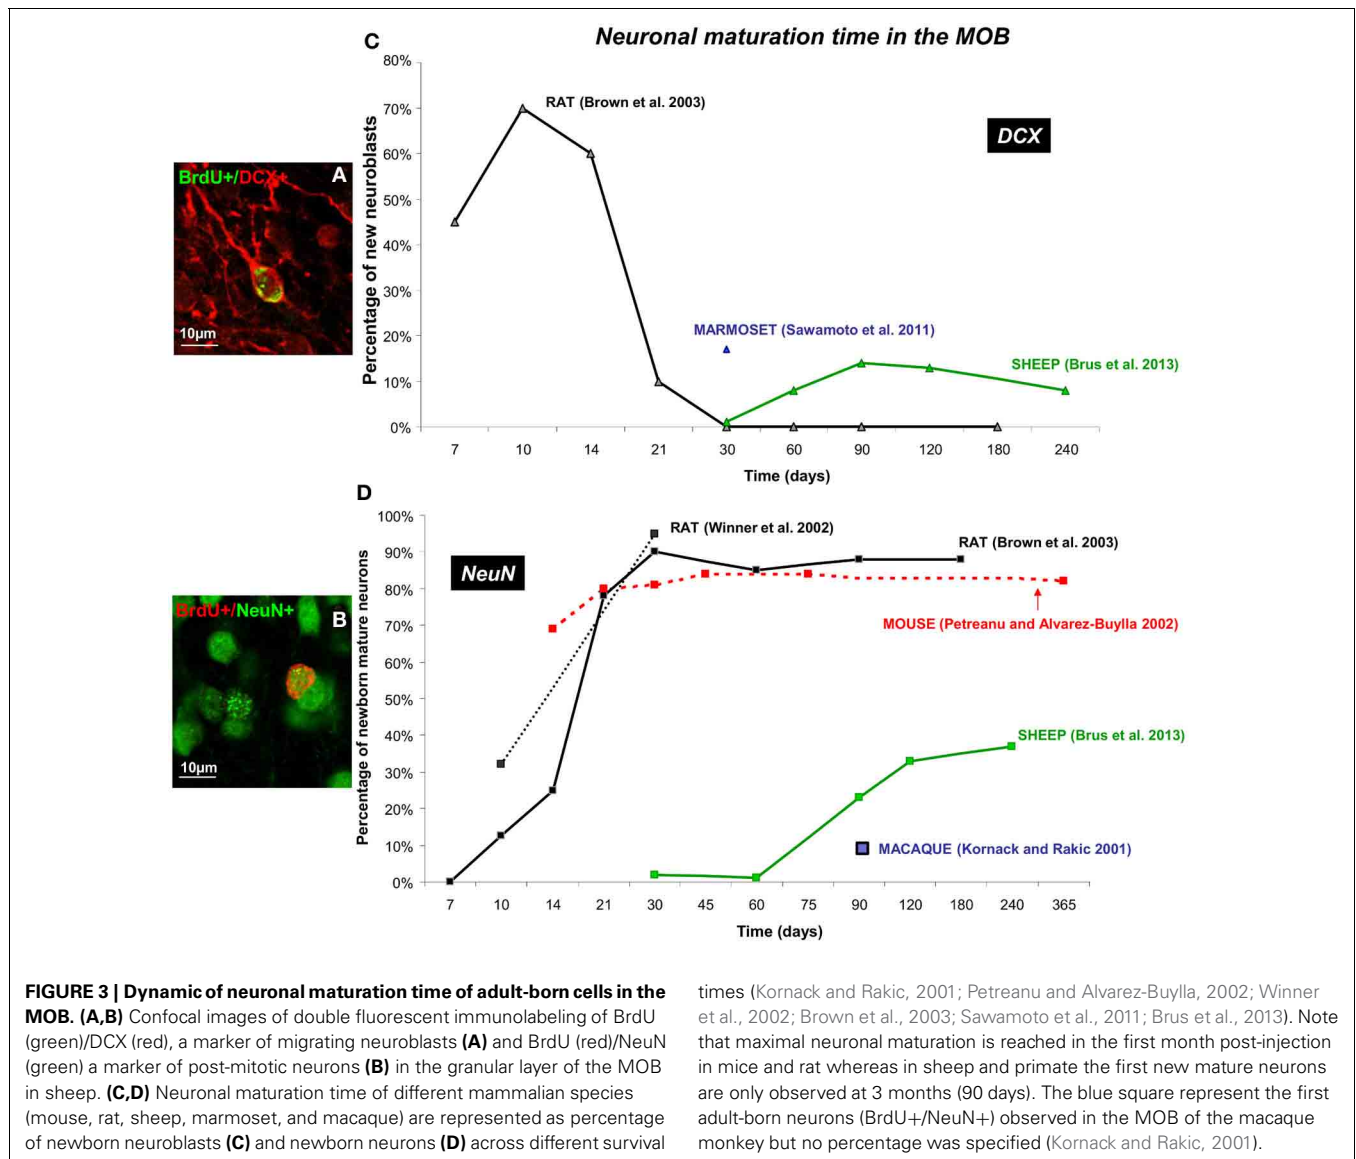 C
Neuronal maturation time in the MOB
80%
70%
60%
50%
40%
30%
20%
10%
0%
Percentage of new neuroblasts
RAT (Brown et al. 2003)
DCX
MARMOSET (Sawamoto et al. 2011)
SHEEP (Brus et al. 2013)
7 10 14 21 30 60 90 120 180 240
Time (days)
BrdU+/DCX+ A
10µm
D
100%
90%
80%
70%
60%
50%
40%
30%
20%
10%
0%
Percentage of newborn mature neurons
NeuN
RAT (Winner et al. 2002)
RAT (Brown et al. 2003)
MOUSE (Petreanu and Alvarez-Buylla 2002)
SHEEP (Brus et al. 2013)
MACAQUE (Kornack and Rakic 2001)
7 10 14 21 30 45 60 75 90 120 180 240 365
Time (days)
BrdU+/NeuN+
B
10µm
FIGURE 3 | Dynamic of neuronal maturation time of adult-born cells in the
MOB. (A,B) Confocal images of double fluorescent immunolabeling of BrdU
(green)/DCX (red), a marker of migrating neuroblasts (A) and BrdU (red)/NeuN
(green) a marker of post-mitotic neurons (B) in the granular layer of the MOB
in sheep. (C,D) Neuronal maturation time of different mammalian species
(mouse, rat, sheep, marmoset, and macaque) are represented as percentage
of newborn neuroblasts (C) and newborn neurons (D) across different survival
times (Kornack and Rakic, 2001; Petreanu and Alvarez-Buylla, 2002; Winner
et al., 2002; Brown et al., 2003; Sawamoto et al., 2011; Brus et al., 2013). Note
that maximal neuronal maturation is reached in the first month post-injection
in mice and rat whereas in sheep and primate the first new mature neurons
are only observed at 3 months (90 days). The blue square represent the first
adult-born neurons (BrdU+/NeuN+) observed in the MOB of the macaque
monkey but no percentage was specified (Kornack and Rakic, 2001).